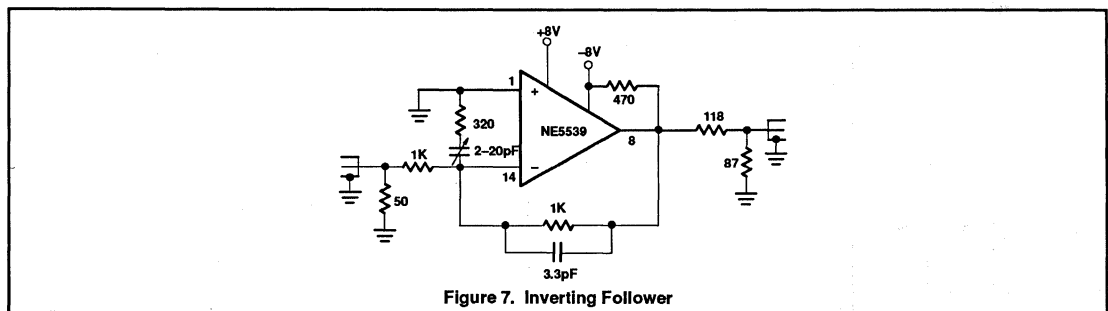 +8V
–8V
1
+
470
320
NE5539
118
8
2–20pF
1K
–
14
87
50
1K
3.3pF
Figure 7. Inverting Follower